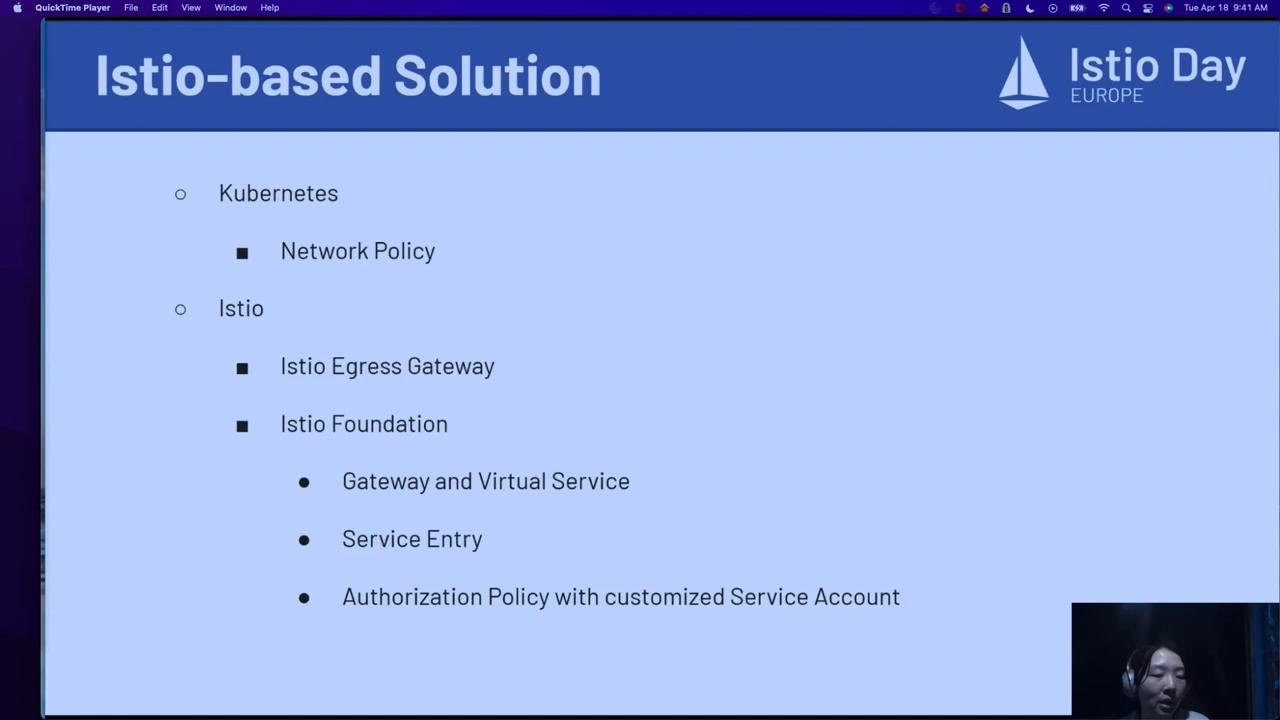 QuickTime Player File Edit View Window Help Tue Apr 18 9:41 AM
Istio-based Solution
Istio Day
EUROPE
Kubernetes
Network Policy
Istio
Istio Egress Gateway
Istio Foundation
Gateway and Virtual Service
Service Entry
Authorization Policy with customized Service Account